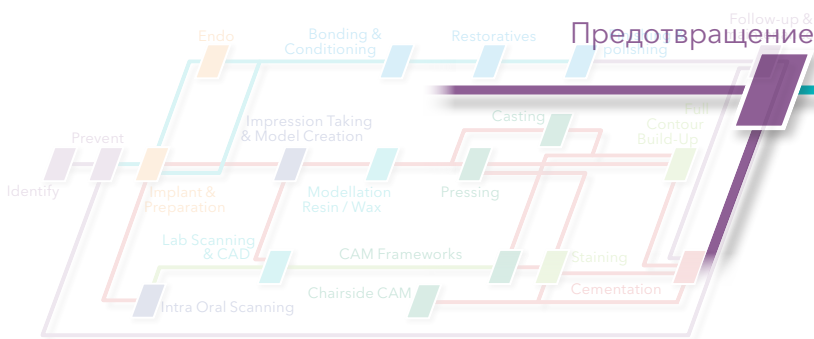 Предотвращение
Follow-up &
Endo
Bonding &
Conditioning
Restoratives
polishing
Impression Taking
& Model Creation
Casting
Full
Contour
Build-Up
Prevent
Identify
Implant &
Preparation
Modellation
Resin / Wax
Pressing
Lab Scanning
& CAD
CAM Frameworks
Staining
Chairside CAM
Cementation
Intra Oral Scanning